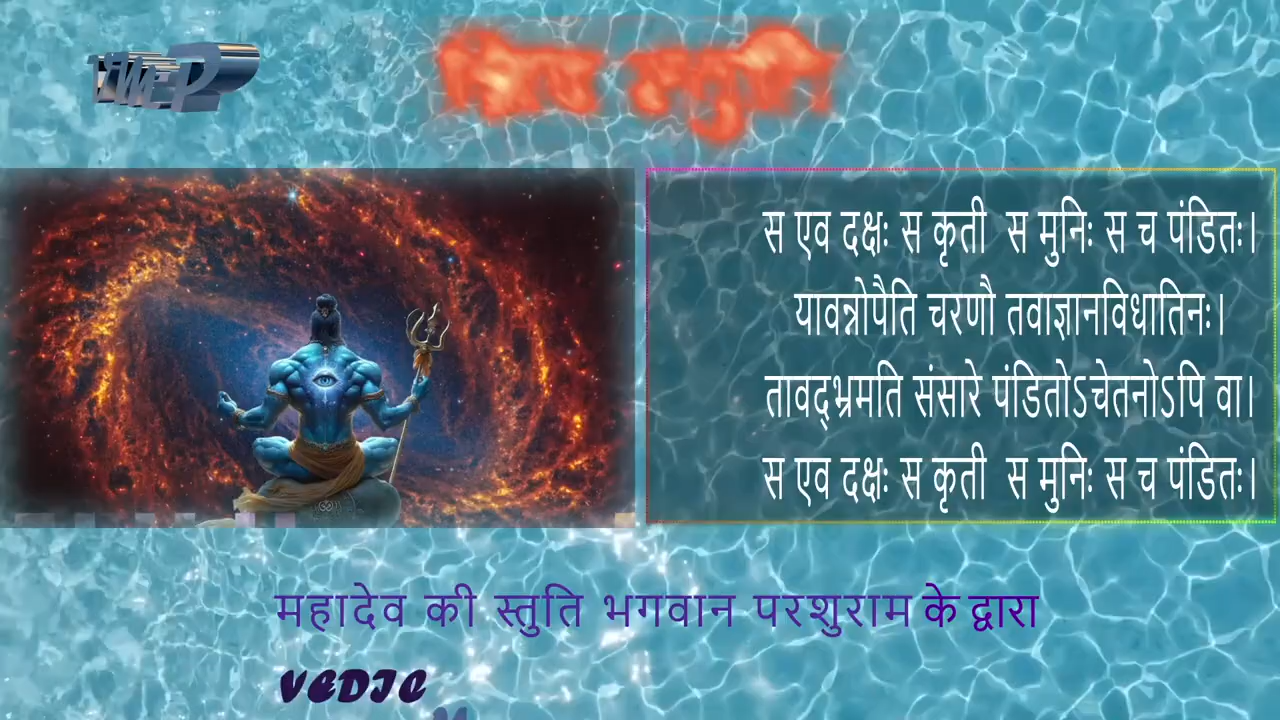 स एव दक्षः स कृती स मुनिः स च पंडितः।
यावन्नोपैति चरणौ तवाज्ञानविधातिनः।
तावद्भ्रमति संसारे पंडितोऽचेतनोऽपि वा।
स एव दक्षः स कृती स मुनिः स च पंडितः।
महादेव की स्तुति भगवान परशुराम के द्वारा
VEDIC